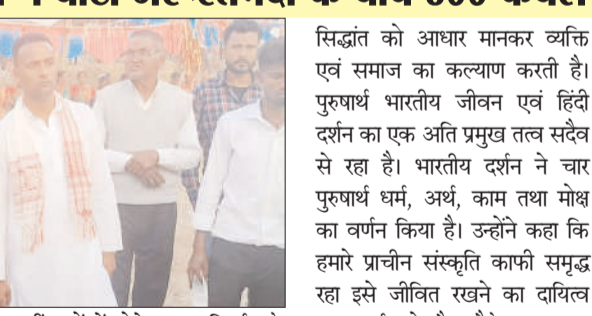 सिद्धांत को आधार मानकर व्यक्ति
एवं समाज का कल्याण करती है।
पुरुषार्थ भारतीय जीवन एवं हिंदी
दर्शन का एक अति प्रमुख तत्व सदैव
से रहा है। भारतीय दर्शन ने चार
पुरुषार्थ धर्म, अर्थ, काम तथा मोक्ष
का वर्णन किया है। उन्होंने कहा कि
हमारे प्राचीन संस्कृति काफी समृद्ध
रहा इसे जीवित रखने का दायित्व